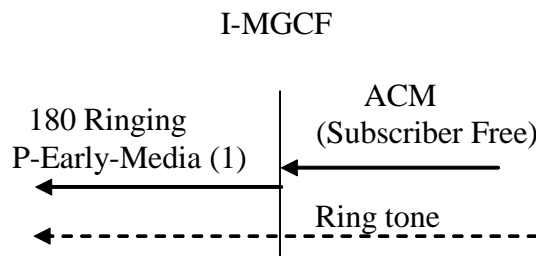 I-MGCF
ACM
(Subscriber Free)
180 Ringing
P-Early-Media (1)
Ring tone